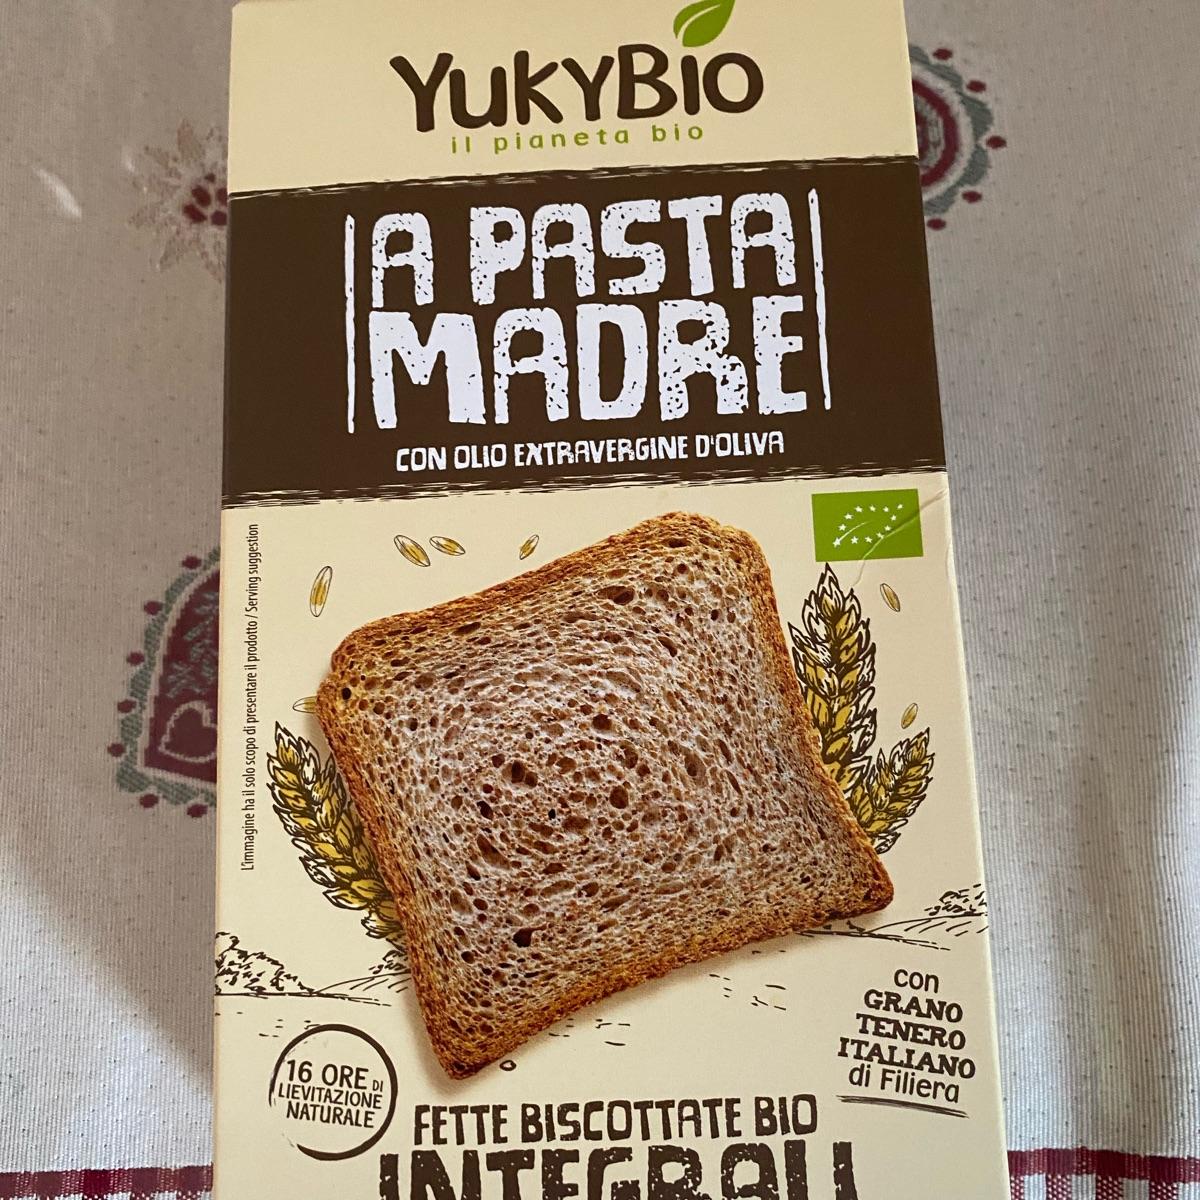 YUKYBIO
il pianeta bio
A PASTA
MADRE
CON OLIO EXTRAVERGINE D'OLIVA
L'immagine ha il solo scopo di presentare il prodotto / Serving suggestion
con
GRANO
TENERO
ITALIANO
di Filiera
16 ORE DI
LIEVITAZIONE
NATURALE
FETTE BISCOTTATE BIO
INTEGRALI